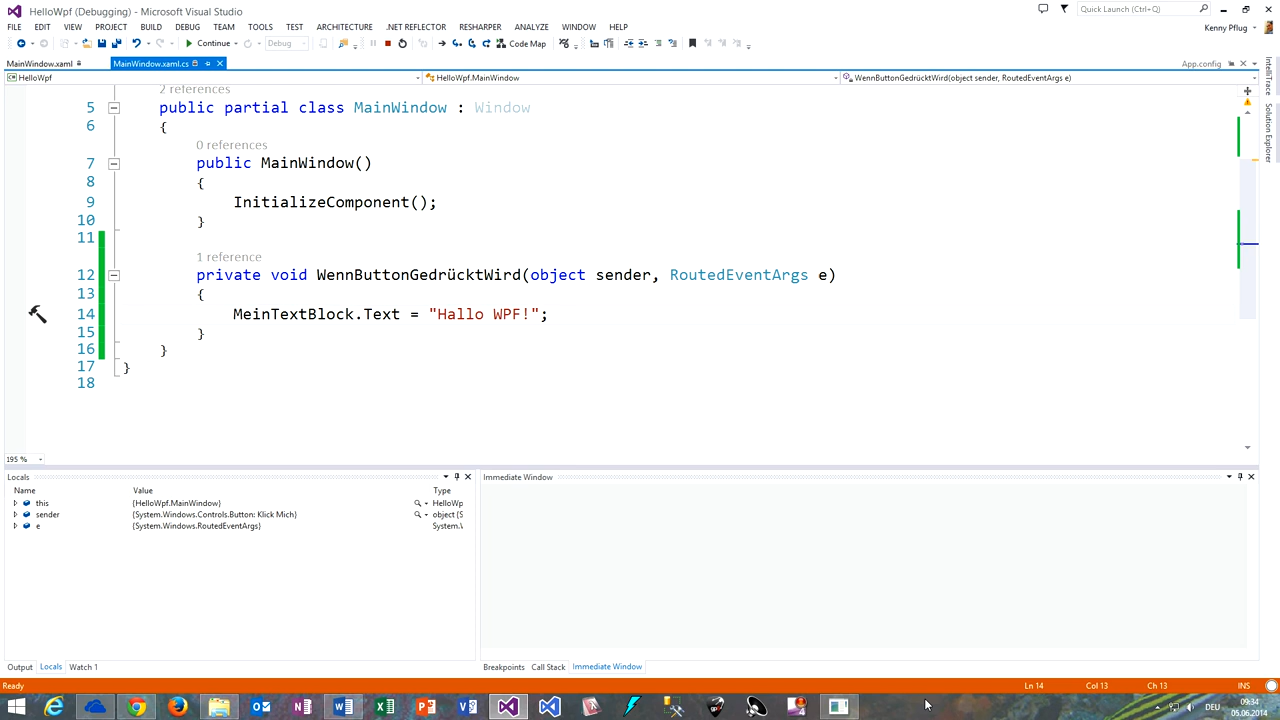 HelloWpf (Debugging) - Microsoft Visual Studio
Quick Launch (Ctrl+Q)
FILE EDIT VIEW PROJECT BUILD DEBUG TEAM TOOLS TEST ARCHITECTURE .NET REFLECTOR RESHARPER ANALYZE WINDOW HELP
Kenny Pflug
Continue Debug Code Map
MainWindow.xaml MainWindow.xaml.cs App.config
HelloWpf HelloWpf.MainWindow WennButtonGedrücktWird(object sender, RoutedEventArgs e)
2 references
5 public partial class MainWindow : Window
6 {
0 references
7 public MainWindow()
8 {
9 InitializeComponent();
10 }
11
1 reference
12 private void WennButtonGedrücktWird(object sender, RoutedEventArgs e)
13 {
14 MeinTextBlock.Text = "Hallo WPF!";
15 }
16 }
17 }
18
IntelliTrace
Solution Explorer
195 %
Locals
Name Value Type
this {HelloWpf.MainWindow} HelloWp
sender {System.Windows.Controls.Button: Klick Mich} object {S
e {System.Windows.RoutedEventArgs} System.\
Immediate Window
Output Locals Watch 1
Breakpoints Call Stack Immediate Window
Ready Ln 14 Col 13 Ch 13 INS
DEU
09:34
05.06.2014